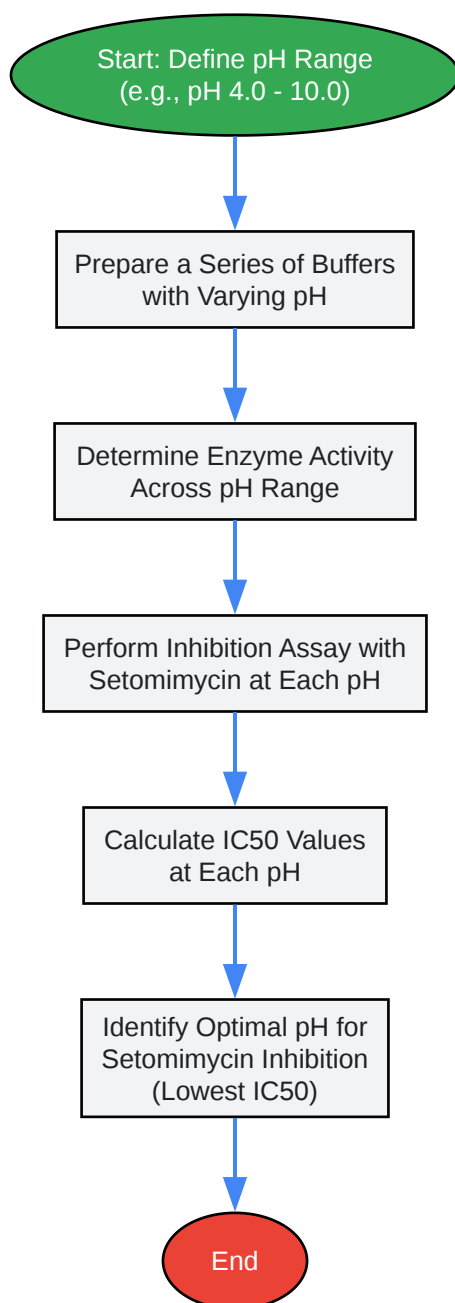 Start: Define pH Range
(e.g., pH 4.0 - 10.0)
Prepare a Series of Buffers
with Varying pH
Determine Enzyme Activity
Across pH Range
Perform Inhibition Assay with
Setomimycin at Each pH
Calculate IC50 Values
at Each pH
Identify Optimal pH for
Setomimycin Inhibition
(Lowest IC50)
End